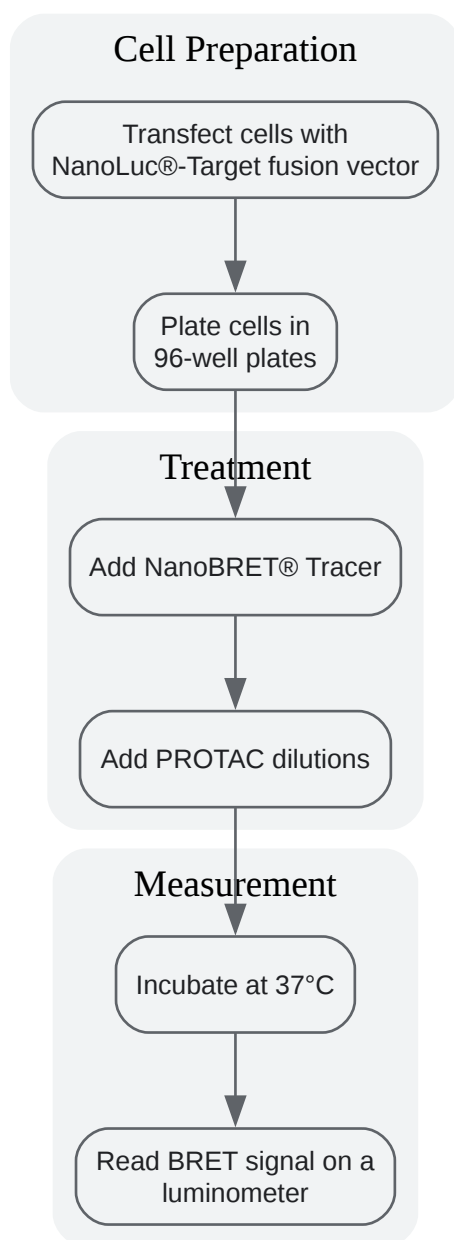 Cell Preparation
Transfect cells with
NanoLuc®-Target fusion vector
Plate cells in
96-well plates
Treatment
Add NanoBRET® Tracer
Add PROTAC dilutions
Measurement
Incubate at 37°C
Read BRET signal on a
luminometer